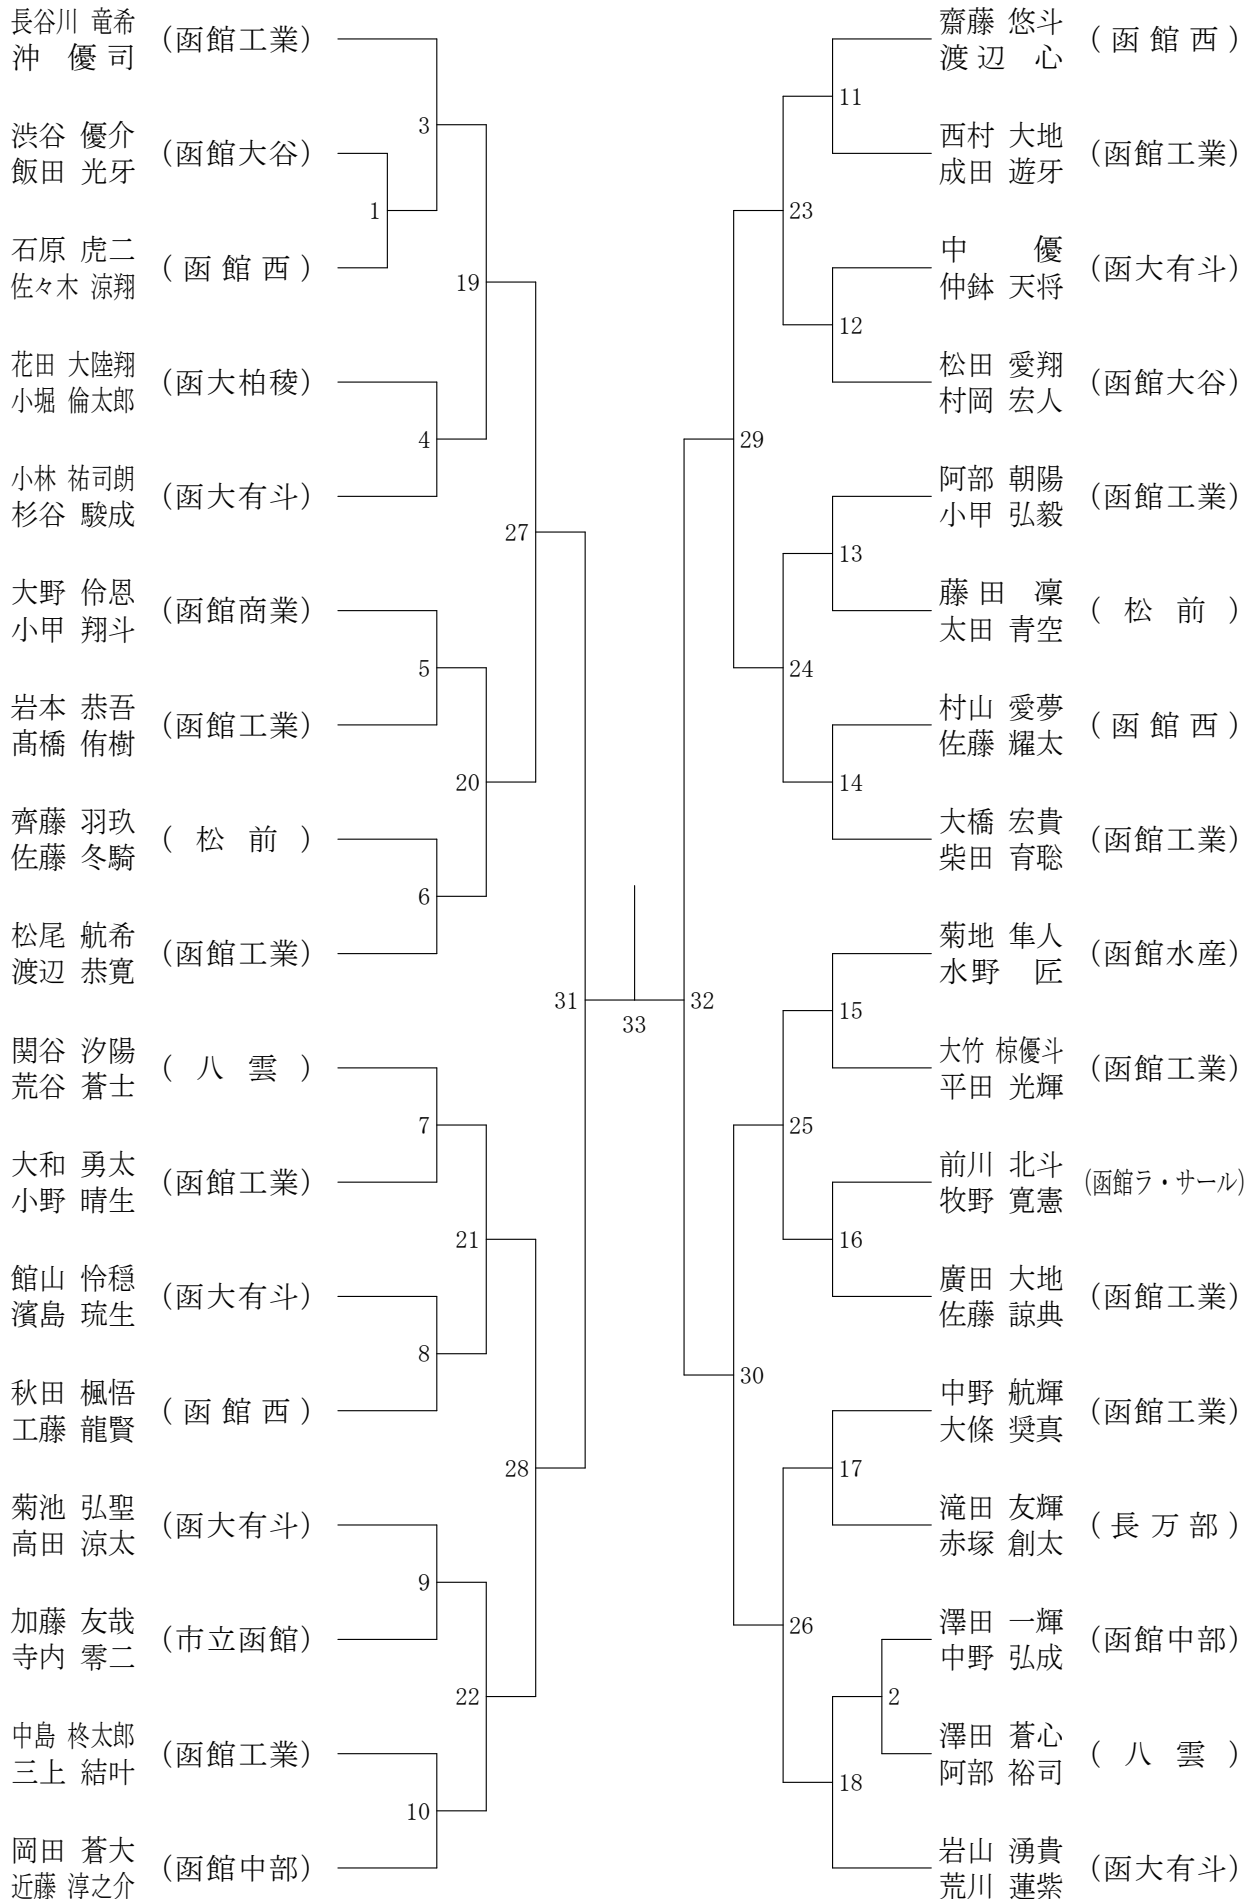 長谷川 竜希
沖 優司
(函館工業)
渋谷 優介
飯田 光牙
(函館大谷)
石原 虎二
佐々木 涼翔
(函館西)
花田 大陸翔
小堀 倫太郎
(函大柏稜)
小林 祐司朗
杉谷 駿成
(函大有斗)
大野 伶恩
小甲 翔斗
(函館商業)
岩本 恭吾
髙橋 侑樹
(函館工業)
齊藤 羽玖
佐藤 冬騎
(松前)
松尾 航希
渡辺 恭寛
(函館工業)
関谷 汐陽
荒谷 蒼士
(八雲)
大和 勇太
小野 晴生
(函館工業)
館山 怜穏
濱島 琉生
(函大有斗)
秋田 楓悟
工藤 龍賢
(函館西)
菊池 弘聖
高田 涼太
(函大有斗)
加藤 友哉
寺内 零二
(市立函館)
中島 柊太郎
三上 結叶
(函館工業)
岡田 蒼大
近藤 淳之介
(函館中部)
1
3
4
5
6
7
8
9
10
19
20
21
22
27
28
31
33
32
29
30
23
24
25
26
11
12
13
14
15
16
17
18
2
齋藤 悠斗
渡辺 心
(函館西)
西村 大地
成田 遊牙
(函館工業)
中 優
仲鉢 天将
(函大有斗)
松田 愛翔
村岡 宏人
(函館大谷)
阿部 朝陽
小甲 弘毅
(函館工業)
藤田 凜
太田 青空
(松前)
村山 愛夢
佐藤 耀太
(函館西)
大橋 宏貴
柴田 育聡
(函館工業)
菊地 隼人
水野 匠
(函館水産)
大竹 椋優斗
平田 光輝
(函館工業)
前川 北斗
牧野 寛憲
(函館ラ・サール)
廣田 大地
佐藤 諒典
(函館工業)
中野 航輝
大條 奨真
(函館工業)
滝田 友輝
赤塚 創太
(長万部)
澤田 一輝
中野 弘成
(函館中部)
澤田 蒼心
阿部 裕司
(八雲)
岩山 湧貴
荒川 蓮紫
(函大有斗)